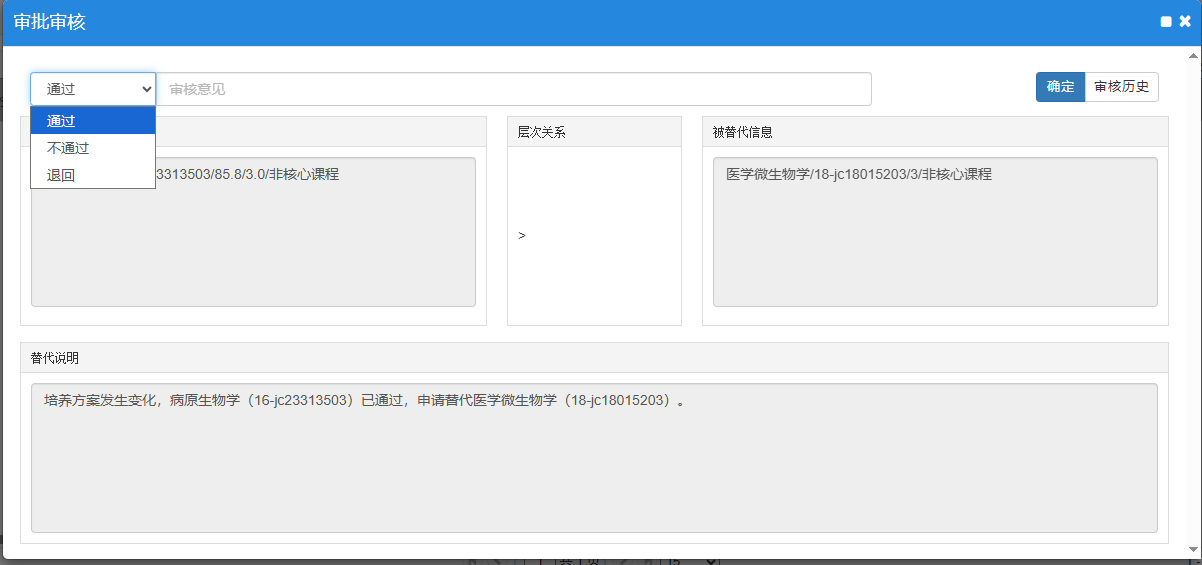 审批审核
通过
审核意见
确定
审核历史
通过
不通过
退回
层次关系
被替代信息
3313503/85.8/3.0/非核心课程
>
医学微生物学/18-jc18015203/3/非核心课程
替代说明
培养方案发生变化，病原生物学（16-jc23313503）已通过，申请替代医学微生物学（18-jc18015203）。